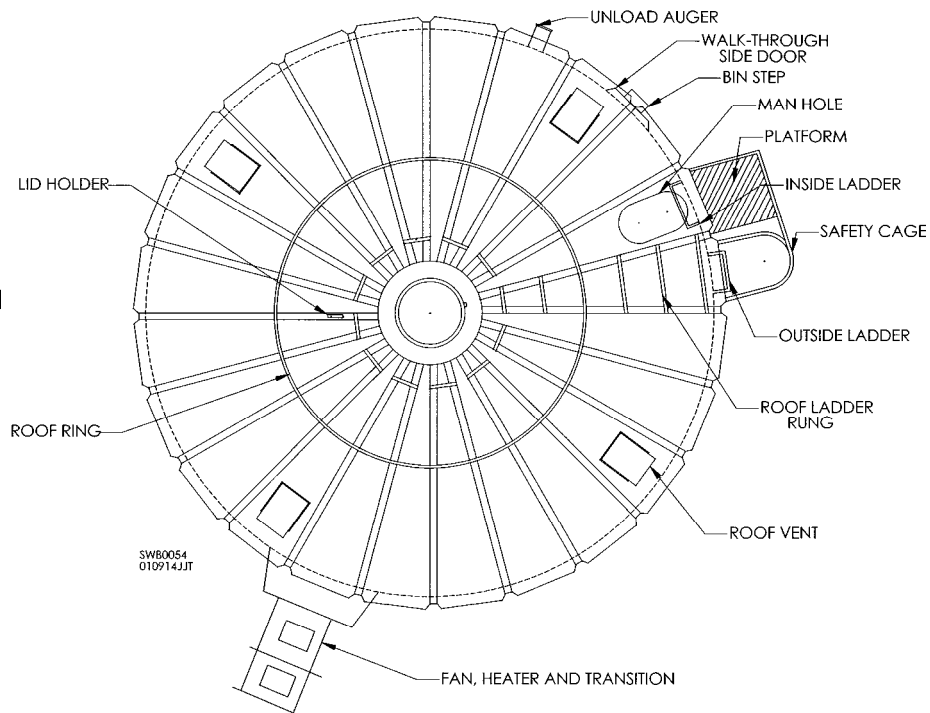 UNLOAD AUGER
WALK-THROUGH
SIDE DOOR
BIN STEP
MAN HOLE
PLATFORM
INSIDE LADDER
LID HOLDER
SAFETY CAGE
OUTSIDE LADDER
ROOF LADDER
RUNG
ROOF RING
ROOF VENT
SWB0054
010914JJT
FAN, HEATER AND TRANSITION